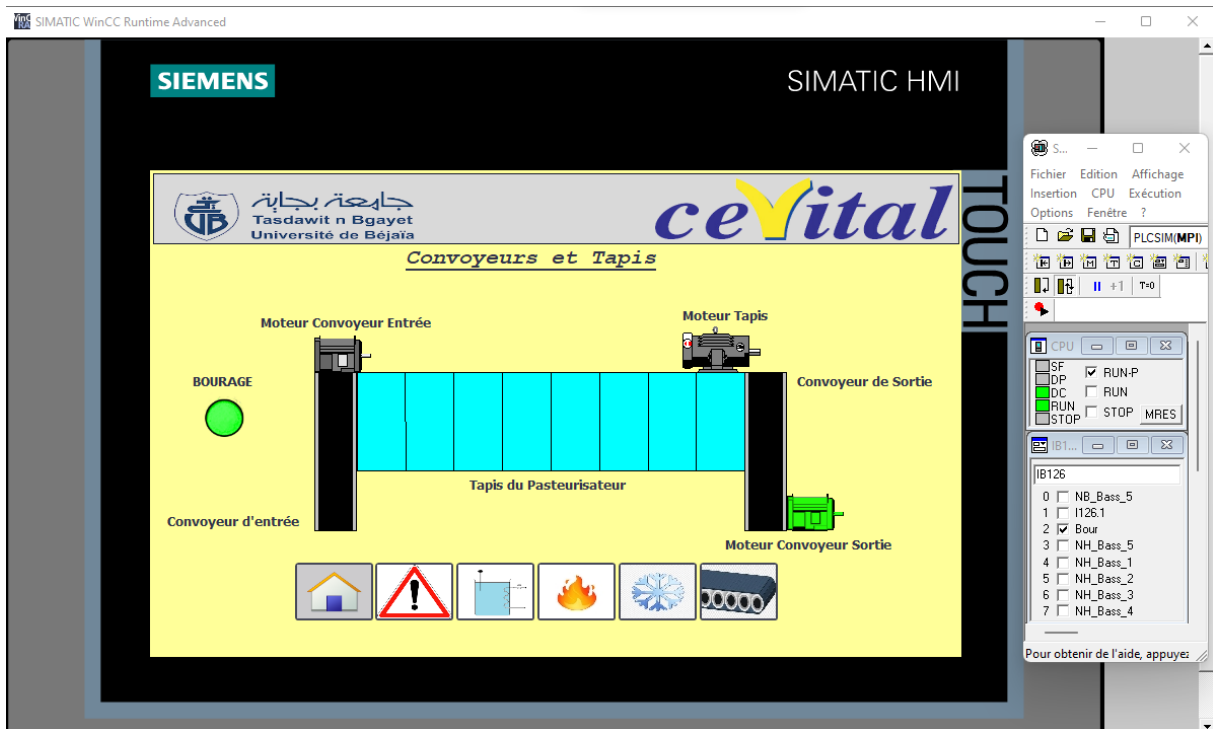 SIMATIC WinCC Runtime Advanced
SIEMENS
SIMATIC HMI
TOUCH
جامعة بجاية
Tasdawit n Bgayet
Université de Béjaïa
cevital
Convoyeurs et Tapis
Moteur Convoyeur Entrée
Moteur Tapis
BOURAGE
Convoyeur de Sortie
Tapis du Pasteurisateur
Convoyeur d'entrée
Moteur Convoyeur Sortie
S...
Fichier Edition Affichage
Insertion CPU Exécution
Options Fenêtre ?
PLCSIM(MPI)
+1 T=0
CPU
SF
DP
DC
RUN
STOP
RUN-P
RUN
STOP MRES
IB1...
IB126
0 NB_Bass_5
1 I126.1
2 Bour
3 NH_Bass_5
4 NH_Bass_1
5 NH_Bass_2
6 NH_Bass_3
7 NH_Bass_4
Pour obtenir de l'aide, appuyez